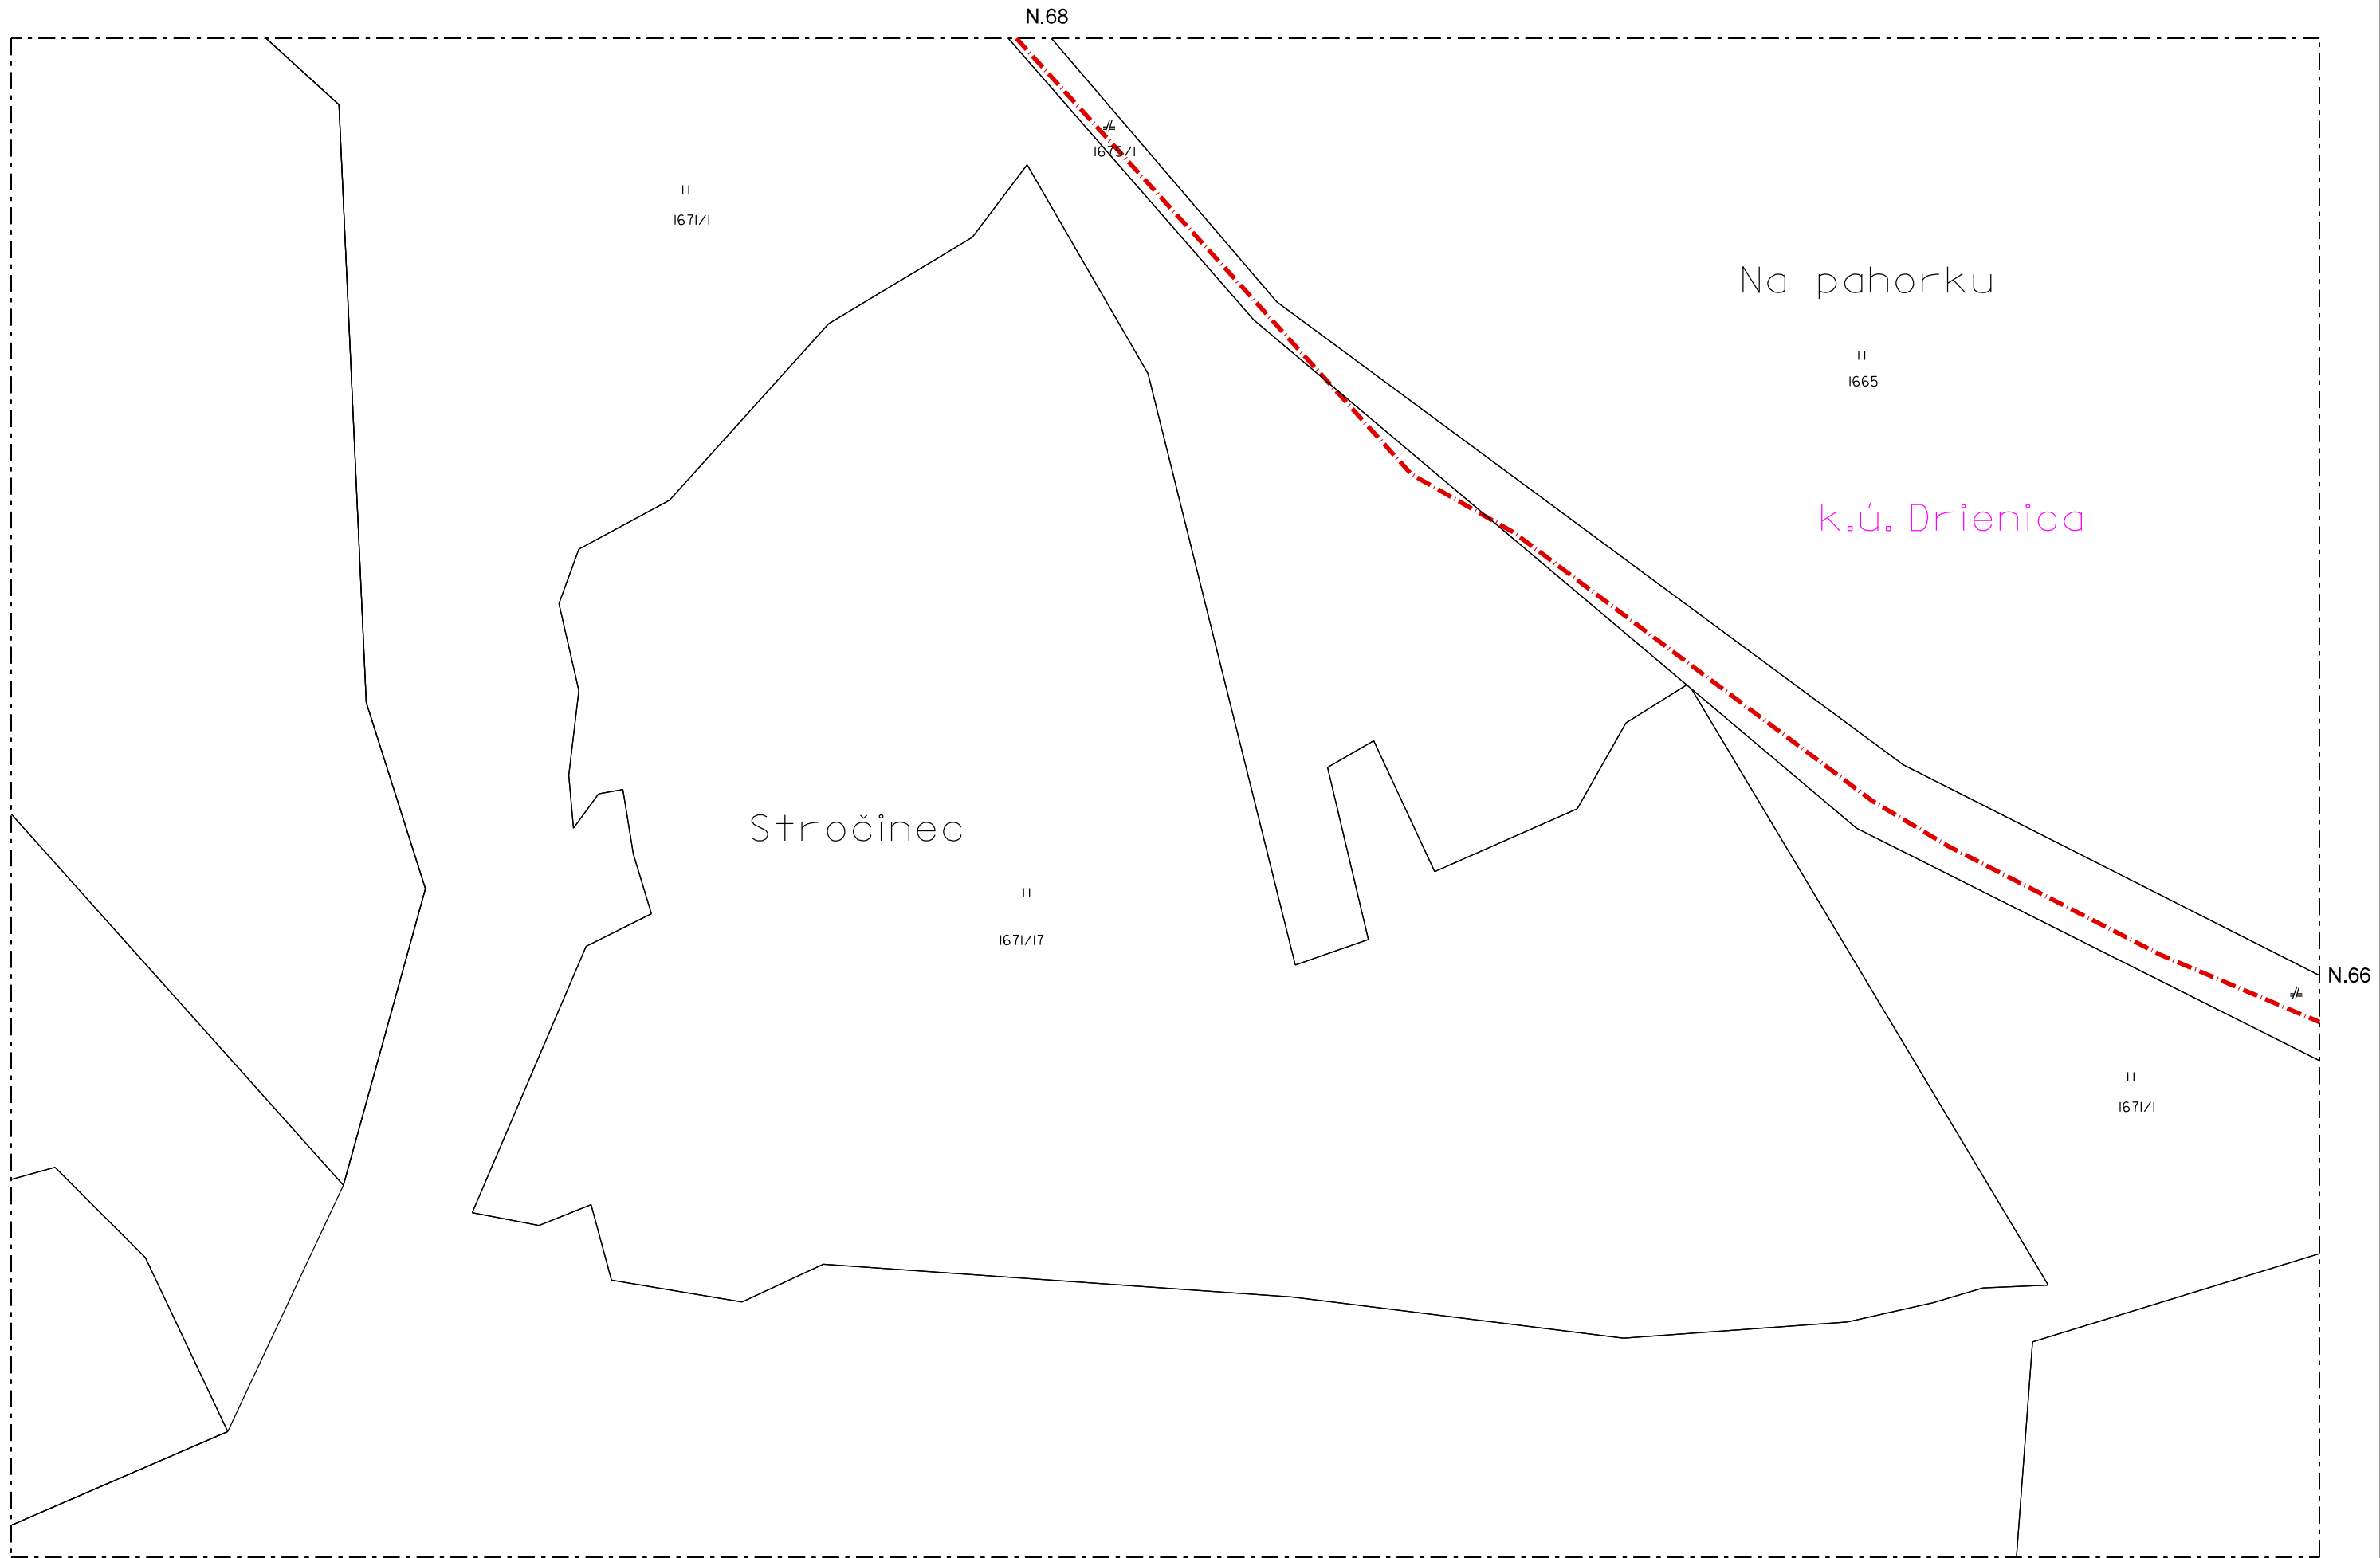 N.68
1675/1
1671/1
Na pahorku
1665
k.ú. Drienica
Stročinec
1671/17
N.66
1671/1